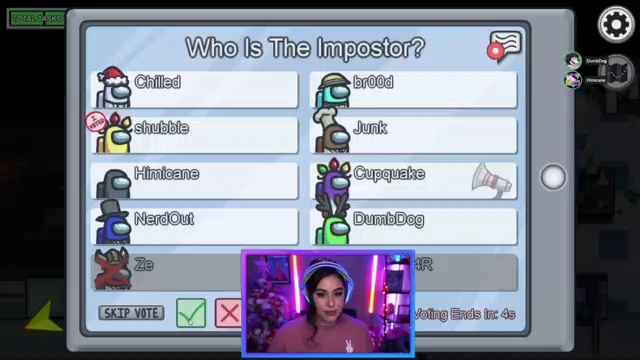 TOTAL TASKS
Who Is The Impostor?
DumbDog
Himicane
Chilled
br00d
I VOTED
shubble
Junk
Himicane
Cupquake
NerdOut
DumbDog
Ze
4R
SKIP VOTE
Voting Ends In: 4s